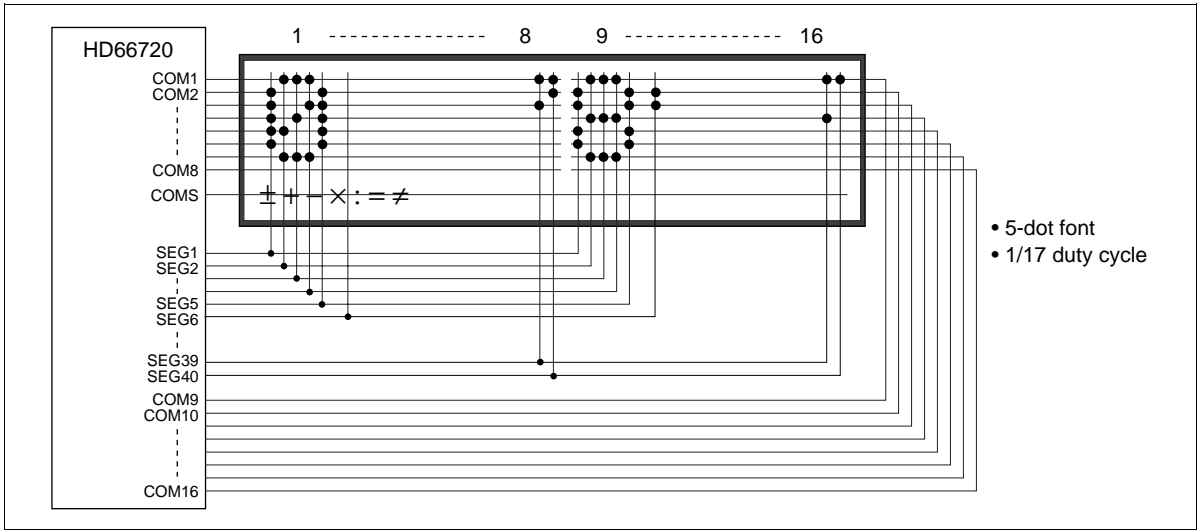 HD66720
1 8 9 16
COM1
COM2
COM8
COMS
± + − × : = ≠
SEG1
SEG2
SEG5
SEG6
SEG39
SEG40
COM9
COM10
COM16
• 5-dot font
• 1/17 duty cycle